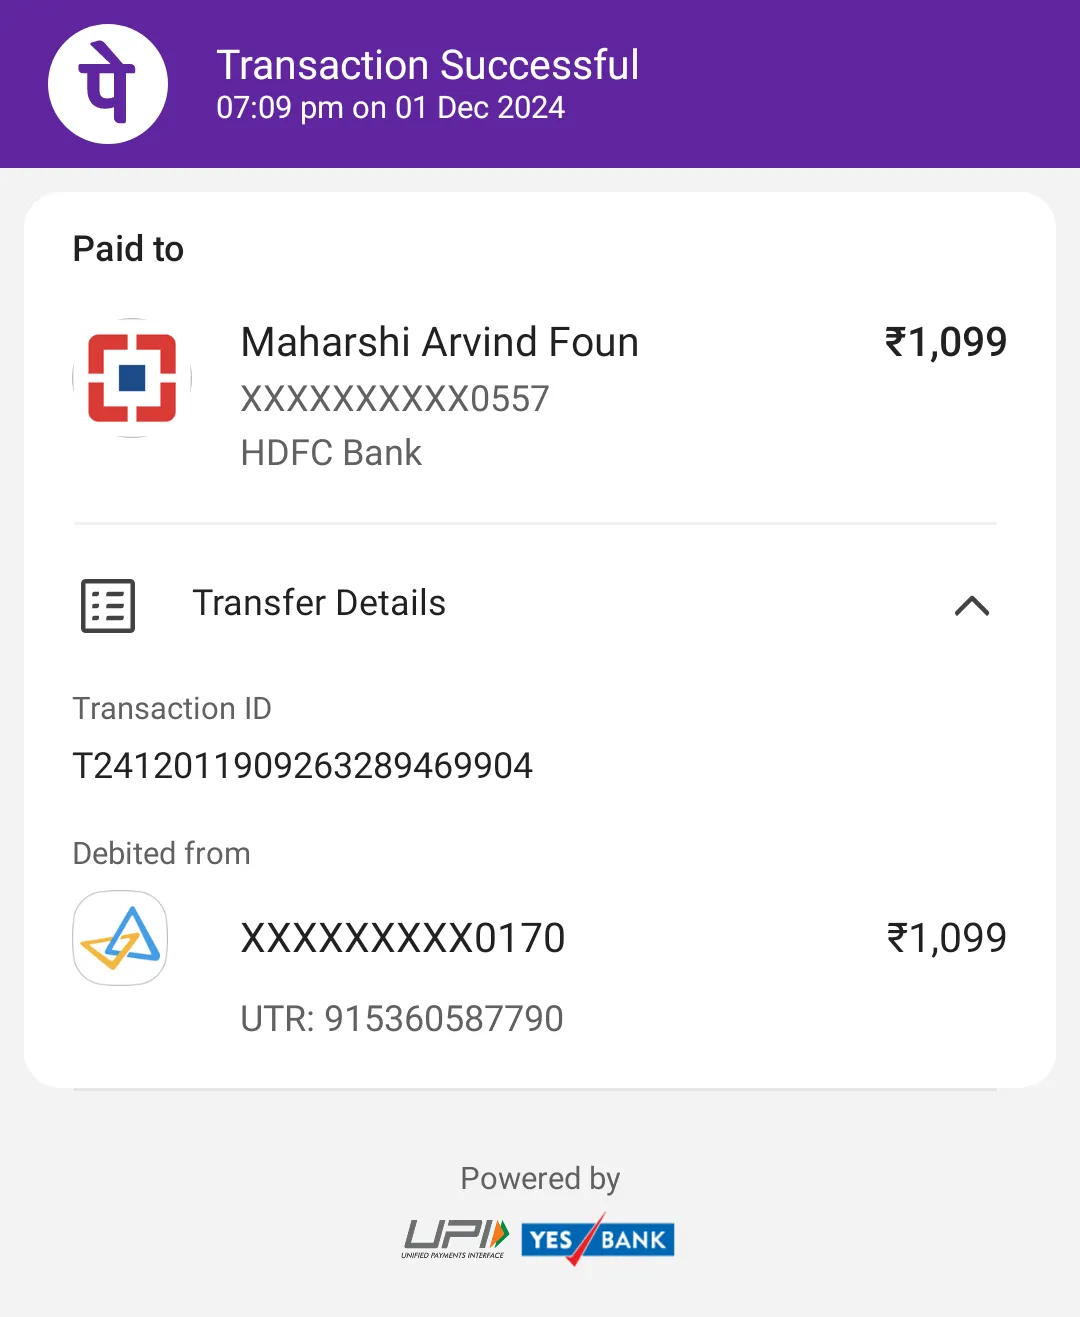 पे
Transaction Successful
07:09 pm on 01 Dec 2024
Paid to
Maharshi Arvind Foun
₹1,099
XXXXXXXXXX0557
HDFC Bank
Transfer Details
Transaction ID
T2412011909263289469904
Debited from
XXXXXXXXX0170
₹1,099
UTR: 915360587790
Powered by
UPI
UNIFIED PAYMENTS INTERFACE
YES BANK